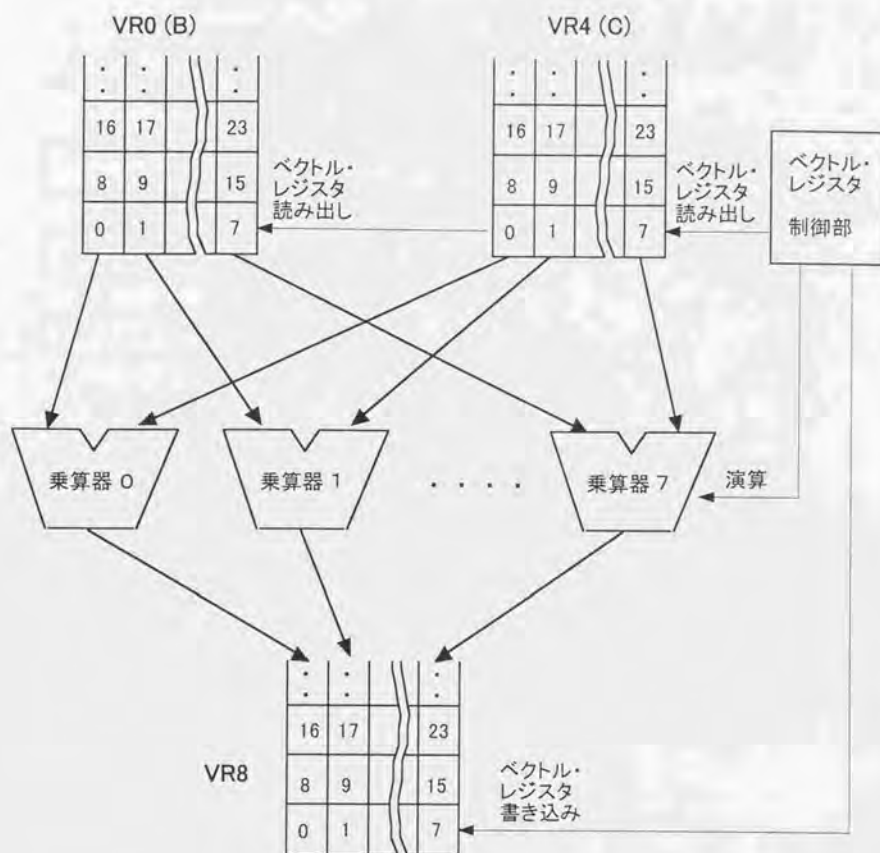 VR0 (B)
VR4 (C)
16 17 23
8 9 15
0 1 7
ベクトル・
レジスタ
読み出し
16 17 23
8 9 15
0 1 7
ベクトル・
レジスタ
読み出し
ベクトル・
レジスタ
制御部
乗算器 0
乗算器 1
・・・・
乗算器 7
演算
VR8
16 17 23
8 9 15
0 1 7
ベクトル・
レジスタ
書き込み